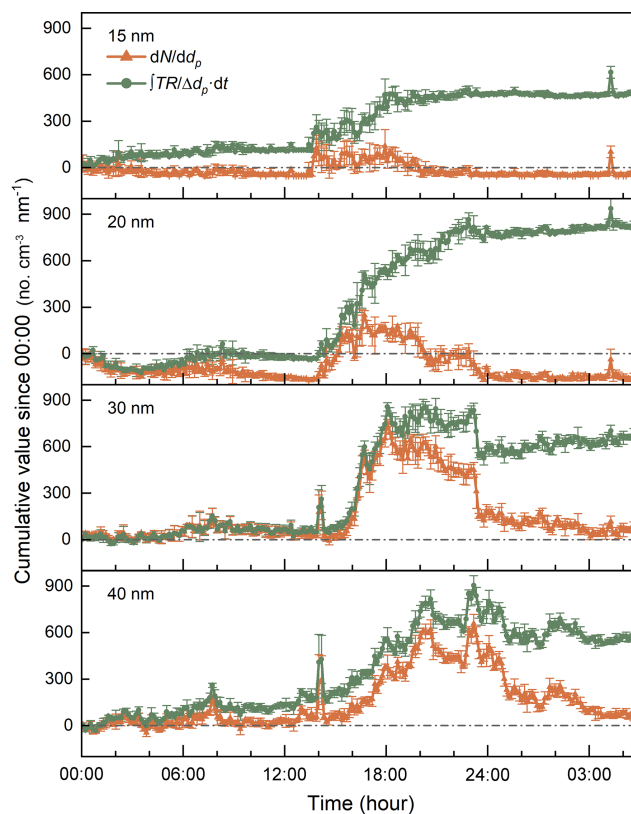 Cumulative value since 00:00 (no. cm⁻³ nm⁻¹)
900
600
300
0
15 nm
dN/ddₚ
∫TR/Δdₚ·dt
900
600
300
0
20 nm
900
600
300
0
30 nm
900
600
300
0
40 nm
00:00 06:00 12:00 18:00 24:00 03:00
Time (hour)